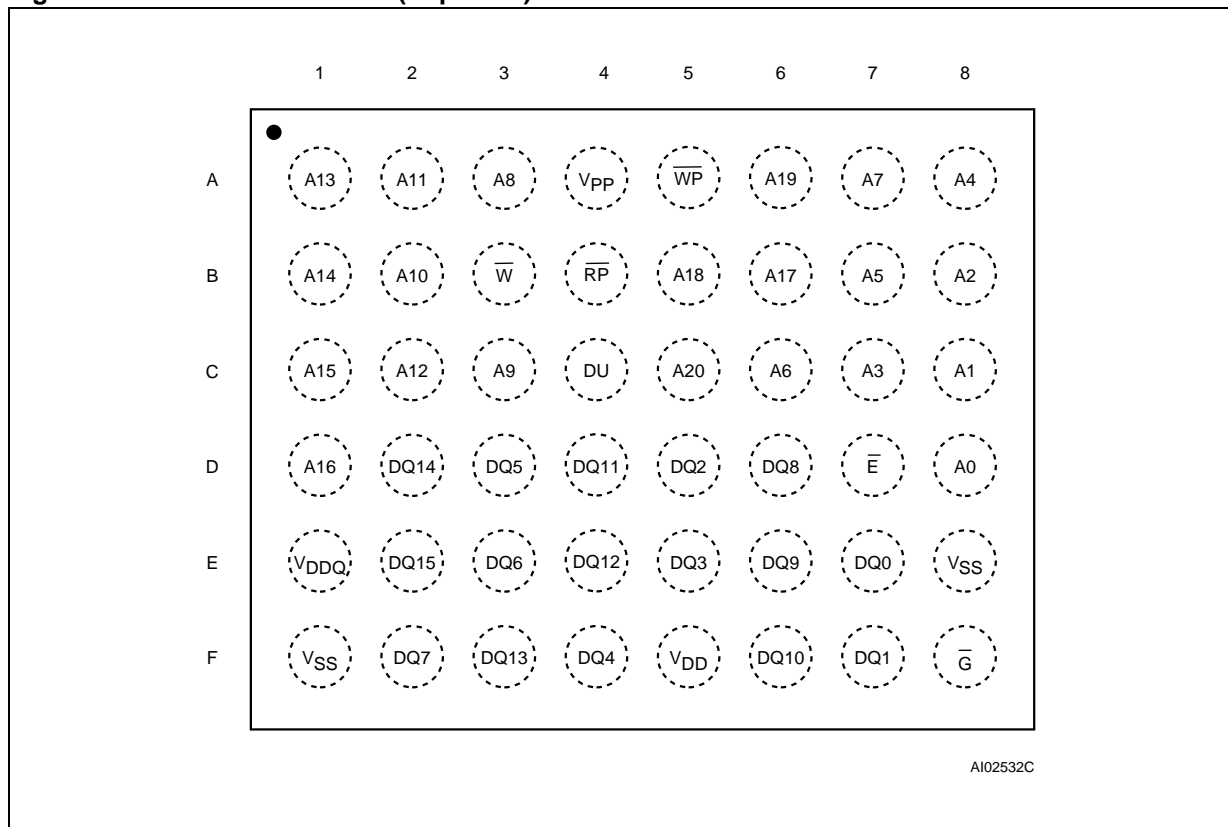 1 2 3 4 5 6 7 8
A A13 A11 A8 VPP W̅P̅ A19 A7 A4
B A14 A10 W̅ R̅P̅ A18 A17 A5 A2
C A15 A12 A9 DU A20 A6 A3 A1
D A16 DQ14 DQ5 DQ11 DQ2 DQ8 E̅ A0
E VDDQ DQ15 DQ6 DQ12 DQ3 DQ9 DQ0 VSS
F VSS DQ7 DQ13 DQ4 VDD DQ10 DQ1 G̅
AI02532C